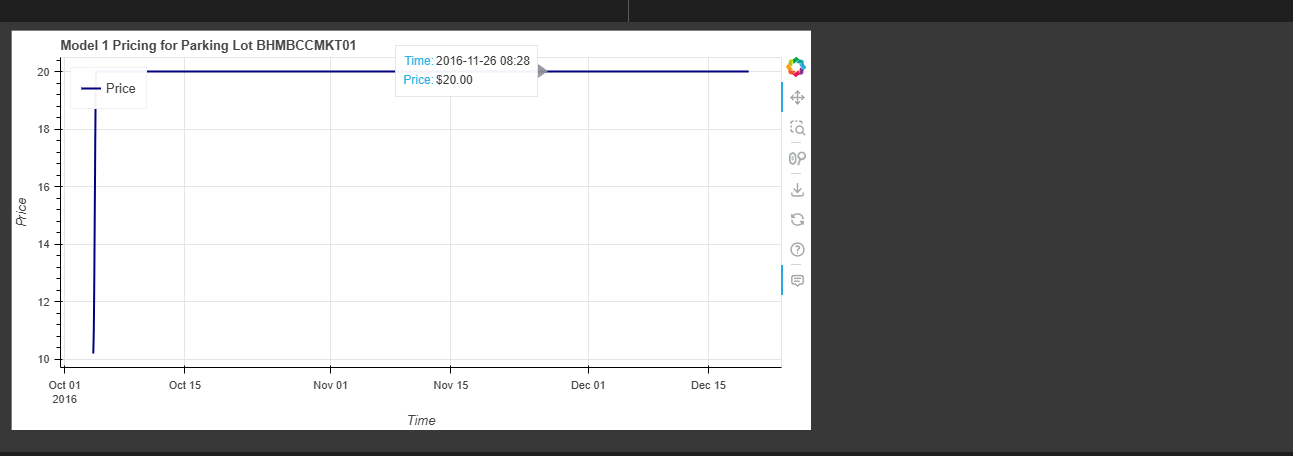 Model 1 Pricing for Parking Lot BHMBCCMKT01
Time: 2016-11-26 08:28
Price: $20.00
Price
20
18
16
14
12
10
Price
Oct 01
2016
Oct 15
Nov 01
Nov 15
Dec 01
Dec 15
Time